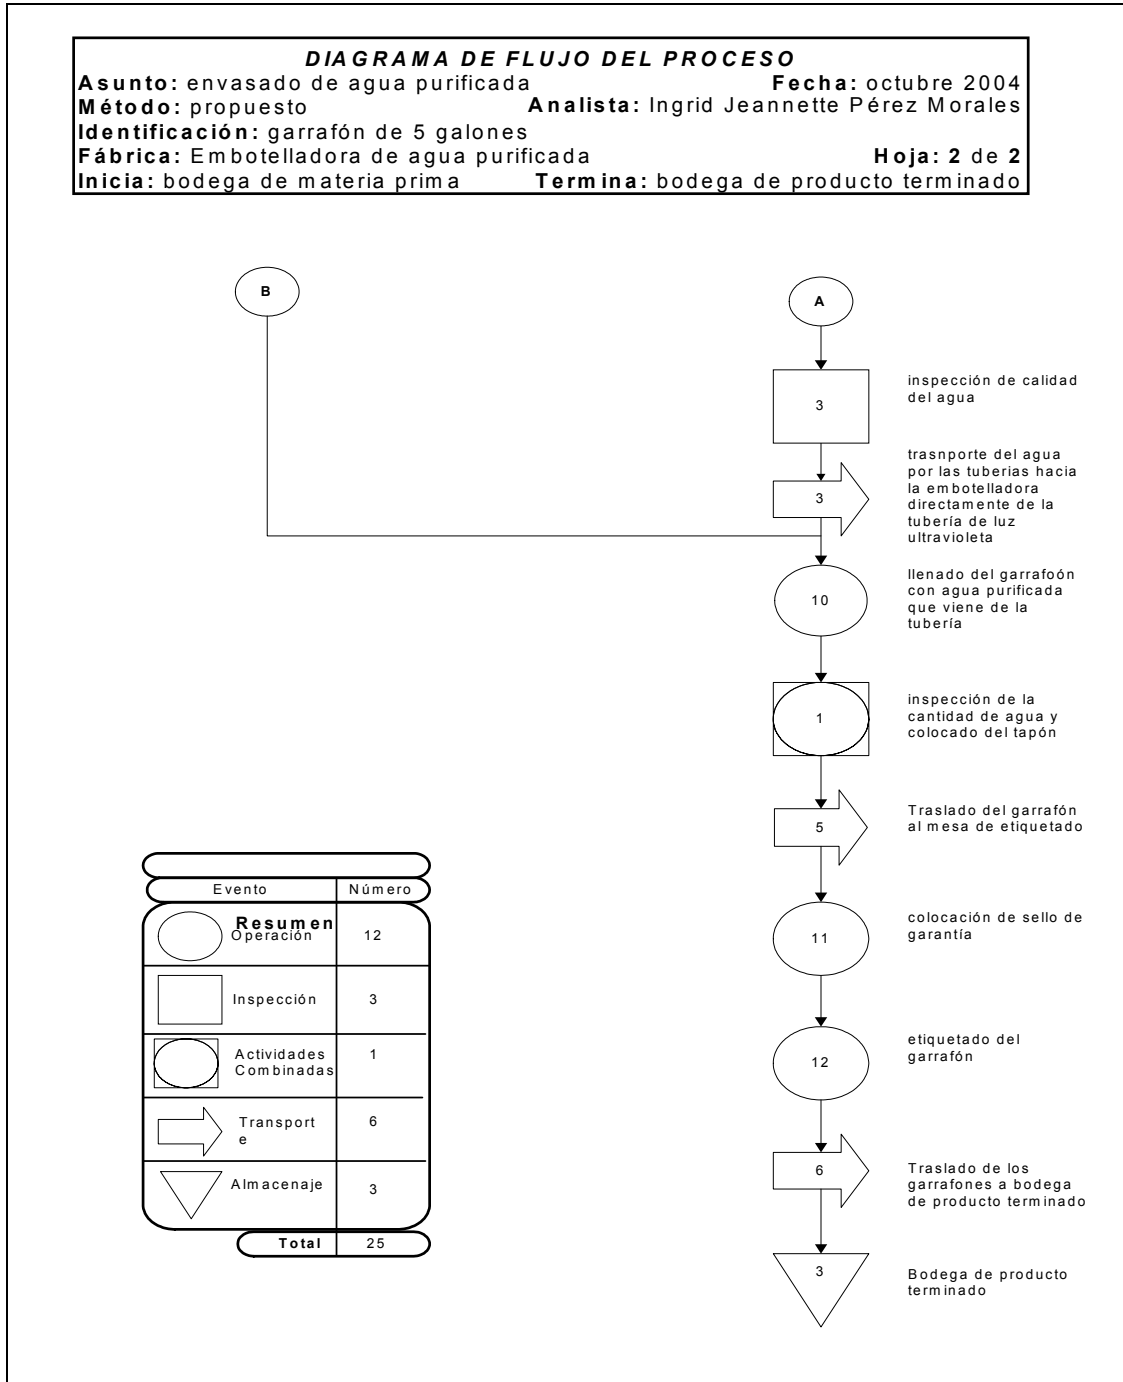 DIAGRAMA DE FLUJO DEL PROCESO
Asunto: envasado de agua purificada Fecha: octubre 2004
Método: propuesto Analista: Ingrid Jeannette Pérez Morales
Identificación: garrafón de 5 galones
Fábrica: Embotelladora de agua purificada Hoja: 2 de 2
Inicia: bodega de materia prima Termina: bodega de producto terminado
B
A
3
inspección de calidad
del agua
3
trasnporte del agua
por las tuberias hacia
la embotelladora
directamente de la
tubería de luz
ultravioleta
10
llenado del garrafoón
con agua purificada
que viene de la
tubería
1
inspección de la
cantidad de agua y
colocado del tapón
5
Traslado del garrafón
al mesa de etiquetado
11
colocación de sello de
garantía
12
etiquetado del
garrafón
6
Traslado de los
garrafones a bodega
de producto terminado
3
Bodega de producto
terminado
Evento Número
Resumen
Operación 12
Inspección 3
Actividades 1
Combinadas
Transport 6
e
Almacenaje 3
Total 25